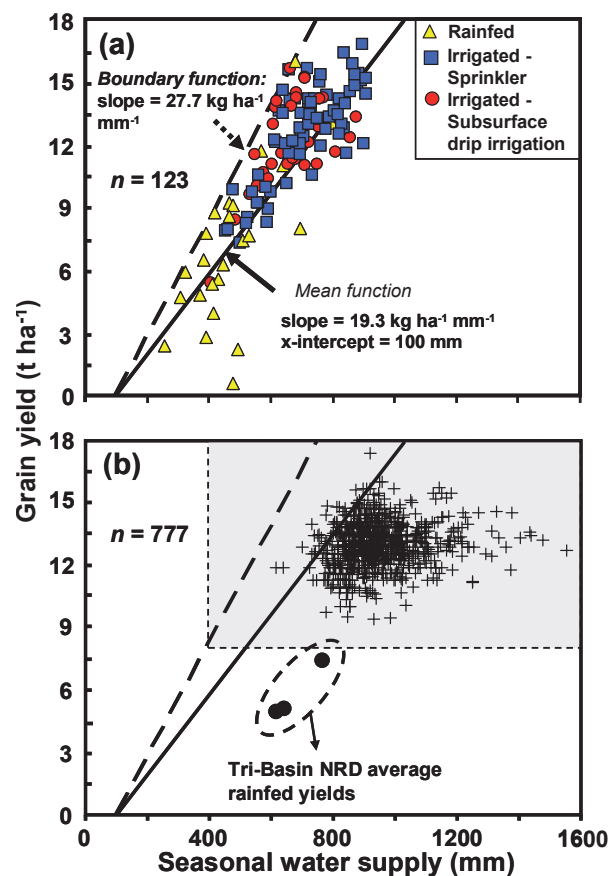 18
15
12
9
6
3
0
(a)
Boundary function:
slope = 27.7 kg ha⁻¹
mm⁻¹
n = 123
Rainfed
Irrigated -
Sprinkler
Irrigated -
Subsurface
drip irrigation
Mean function
slope = 19.3 kg ha⁻¹ mm⁻¹
x-intercept = 100 mm
Grain yield (t ha⁻¹)
18
15
12
9
6
3
0
(b)
n = 777
Tri-Basin NRD average
rainfed yields
0 400 800 1200 1600
Seasonal water supply (mm)